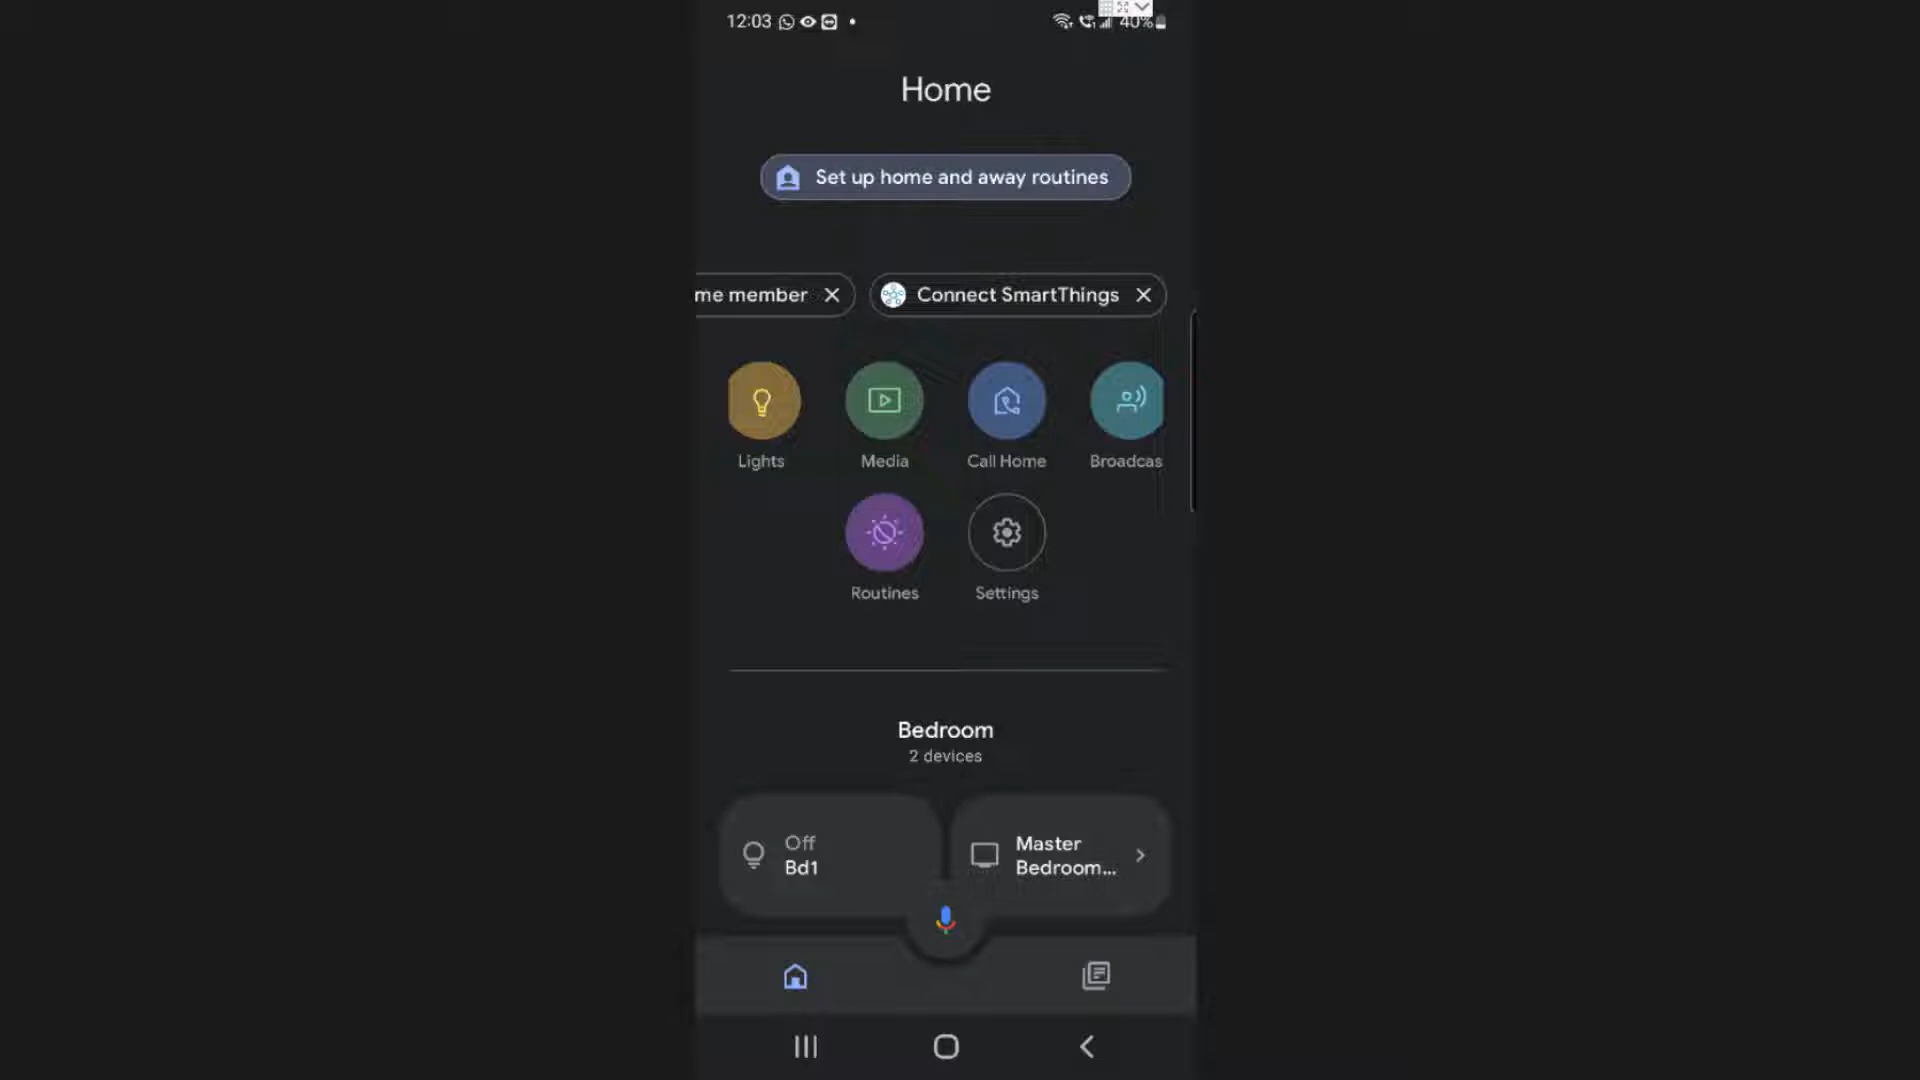 12:03
40%
Home
Set up home and away routines
me member
Connect SmartThings
Lights
Media
Call Home
Broadcas
Routines
Settings
Bedroom
2 devices
Off
Bd1
Master
Bedroom...